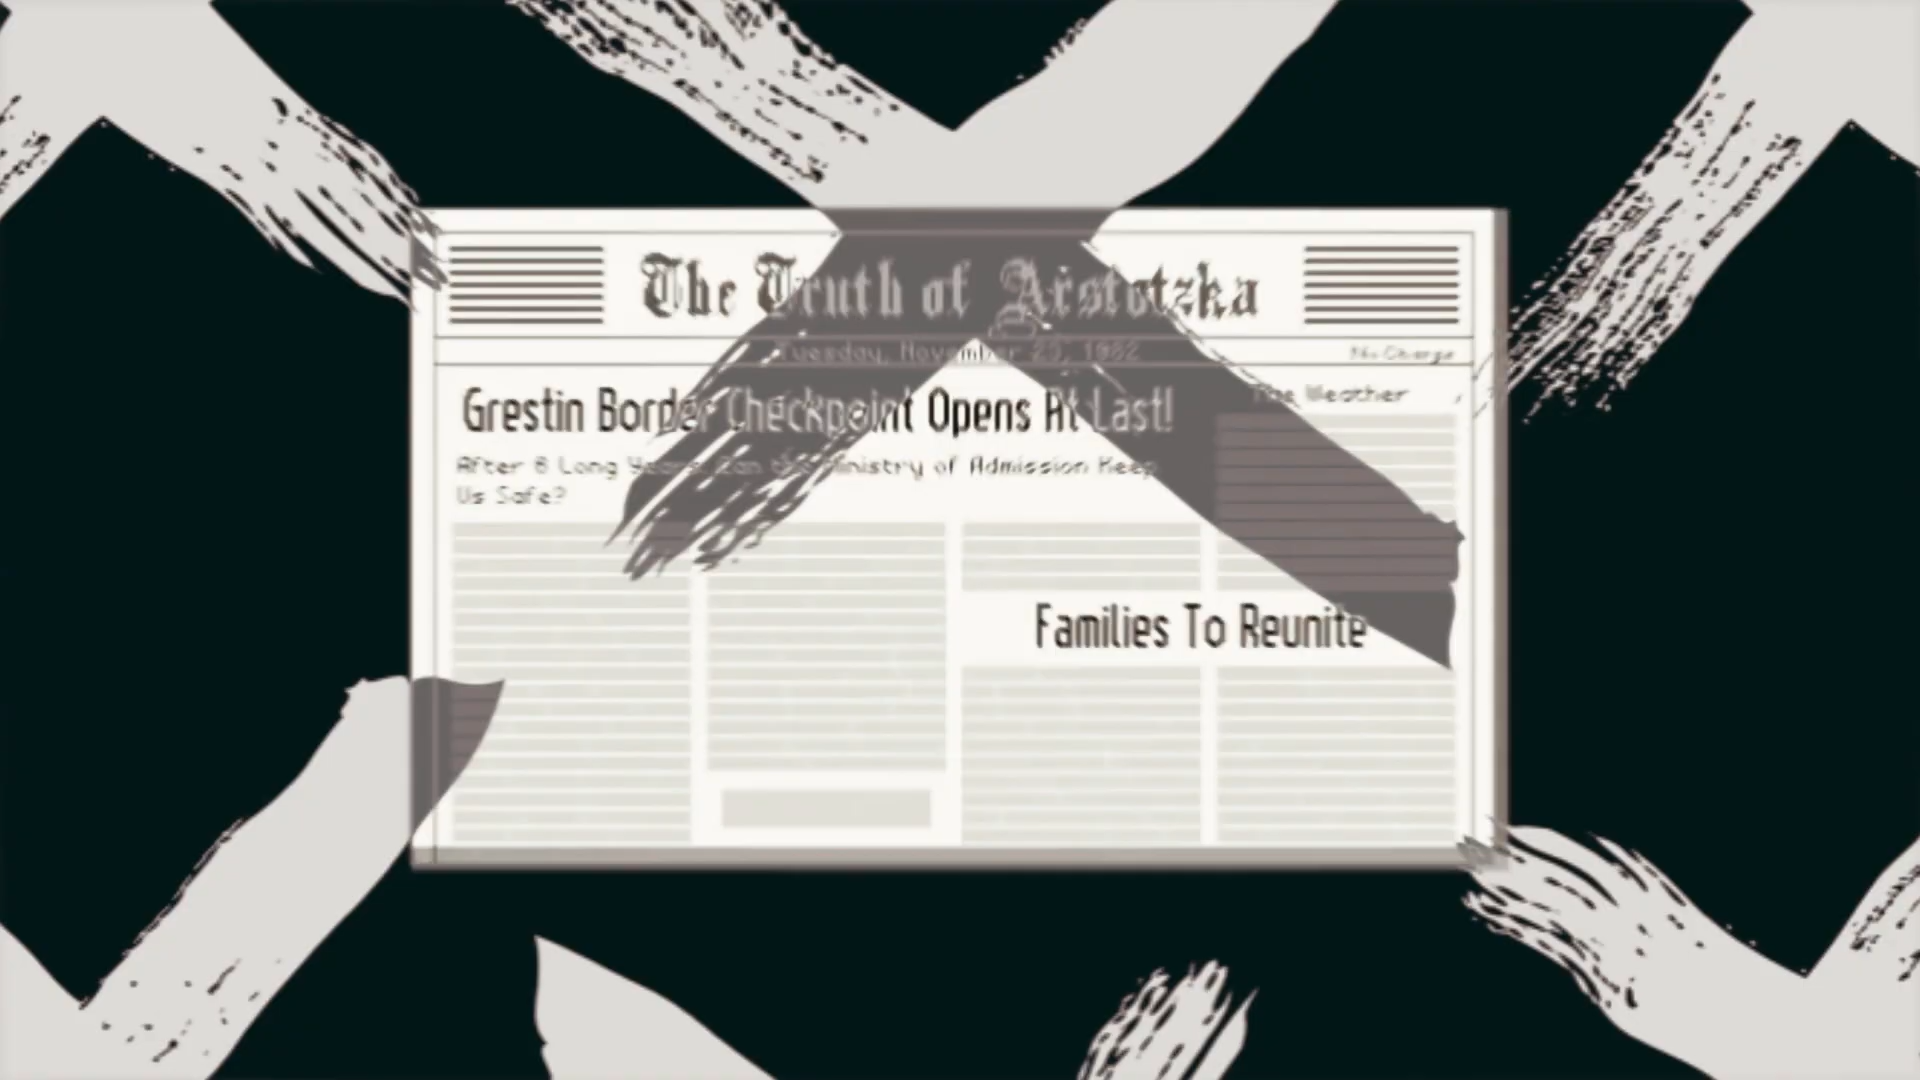 The Truth of Arstotzka
Tuesday, November 23, 1982
No Charge
Grestin Border Checkpoint Opens At Last!
The Weather
After 6 Long Years, Can the Ministry of Admission Keep
Us Safe?
Families To Reunite